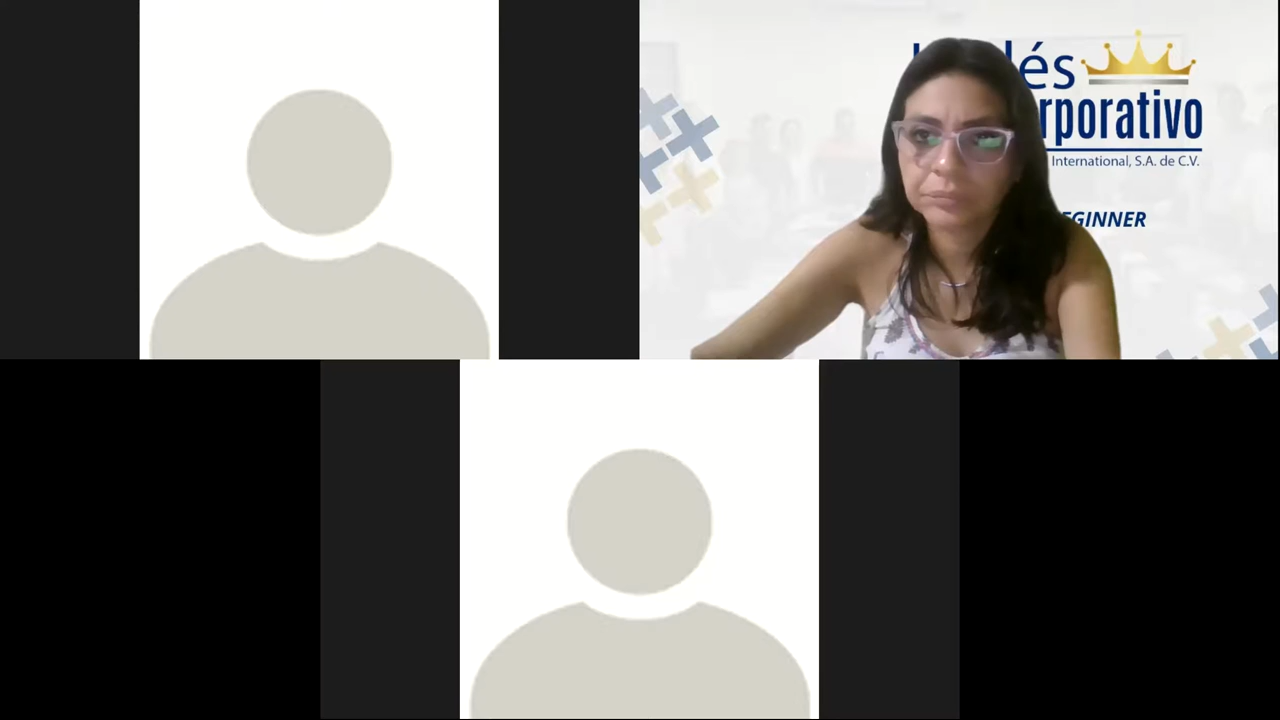 lés
rporativo
International, S.A. de C.V.
EGINNER